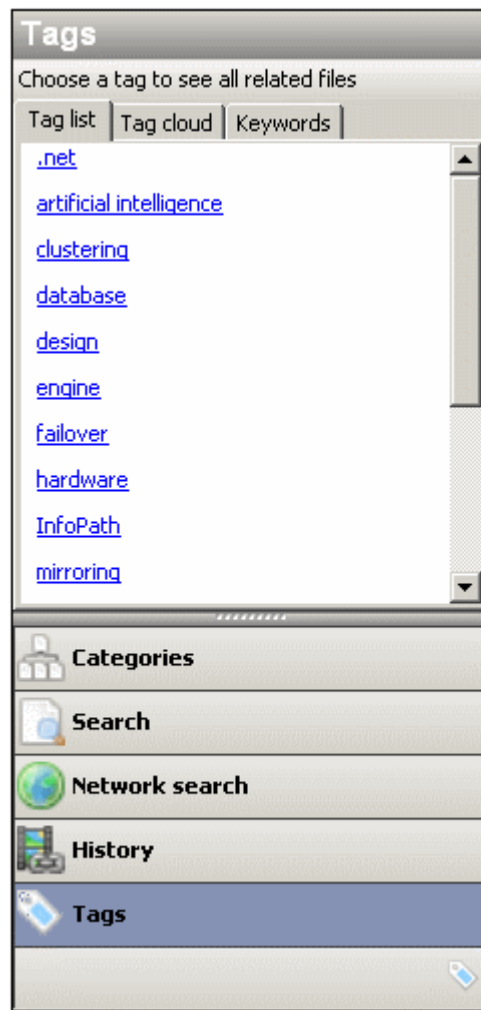 Tags
Choose a tag to see all related files
Tag list Tag cloud Keywords
.net
artificial intelligence
clustering
database
design
engine
failover
hardware
InfoPath
mirroring
Categories
Search
Network search
History
Tags